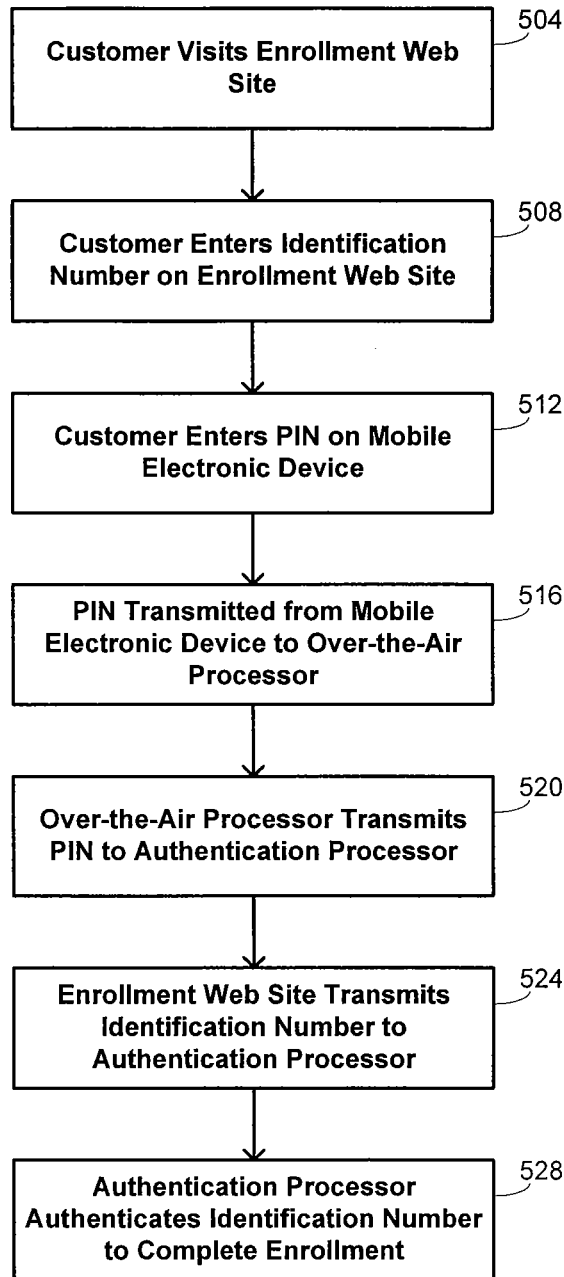 504
Customer Visits Enrollment Web
Site
508
Customer Enters Identification
Number on Enrollment Web Site
512
Customer Enters PIN on Mobile
Electronic Device
516
PIN Transmitted from Mobile
Electronic Device to Over-the-Air
Processor
520
Over-the-Air Processor Transmits
PIN to Authentication Processor
524
Enrollment Web Site Transmits
Identification Number to
Authentication Processor
528
Authentication Processor
Authenticates Identification Number
to Complete Enrollment